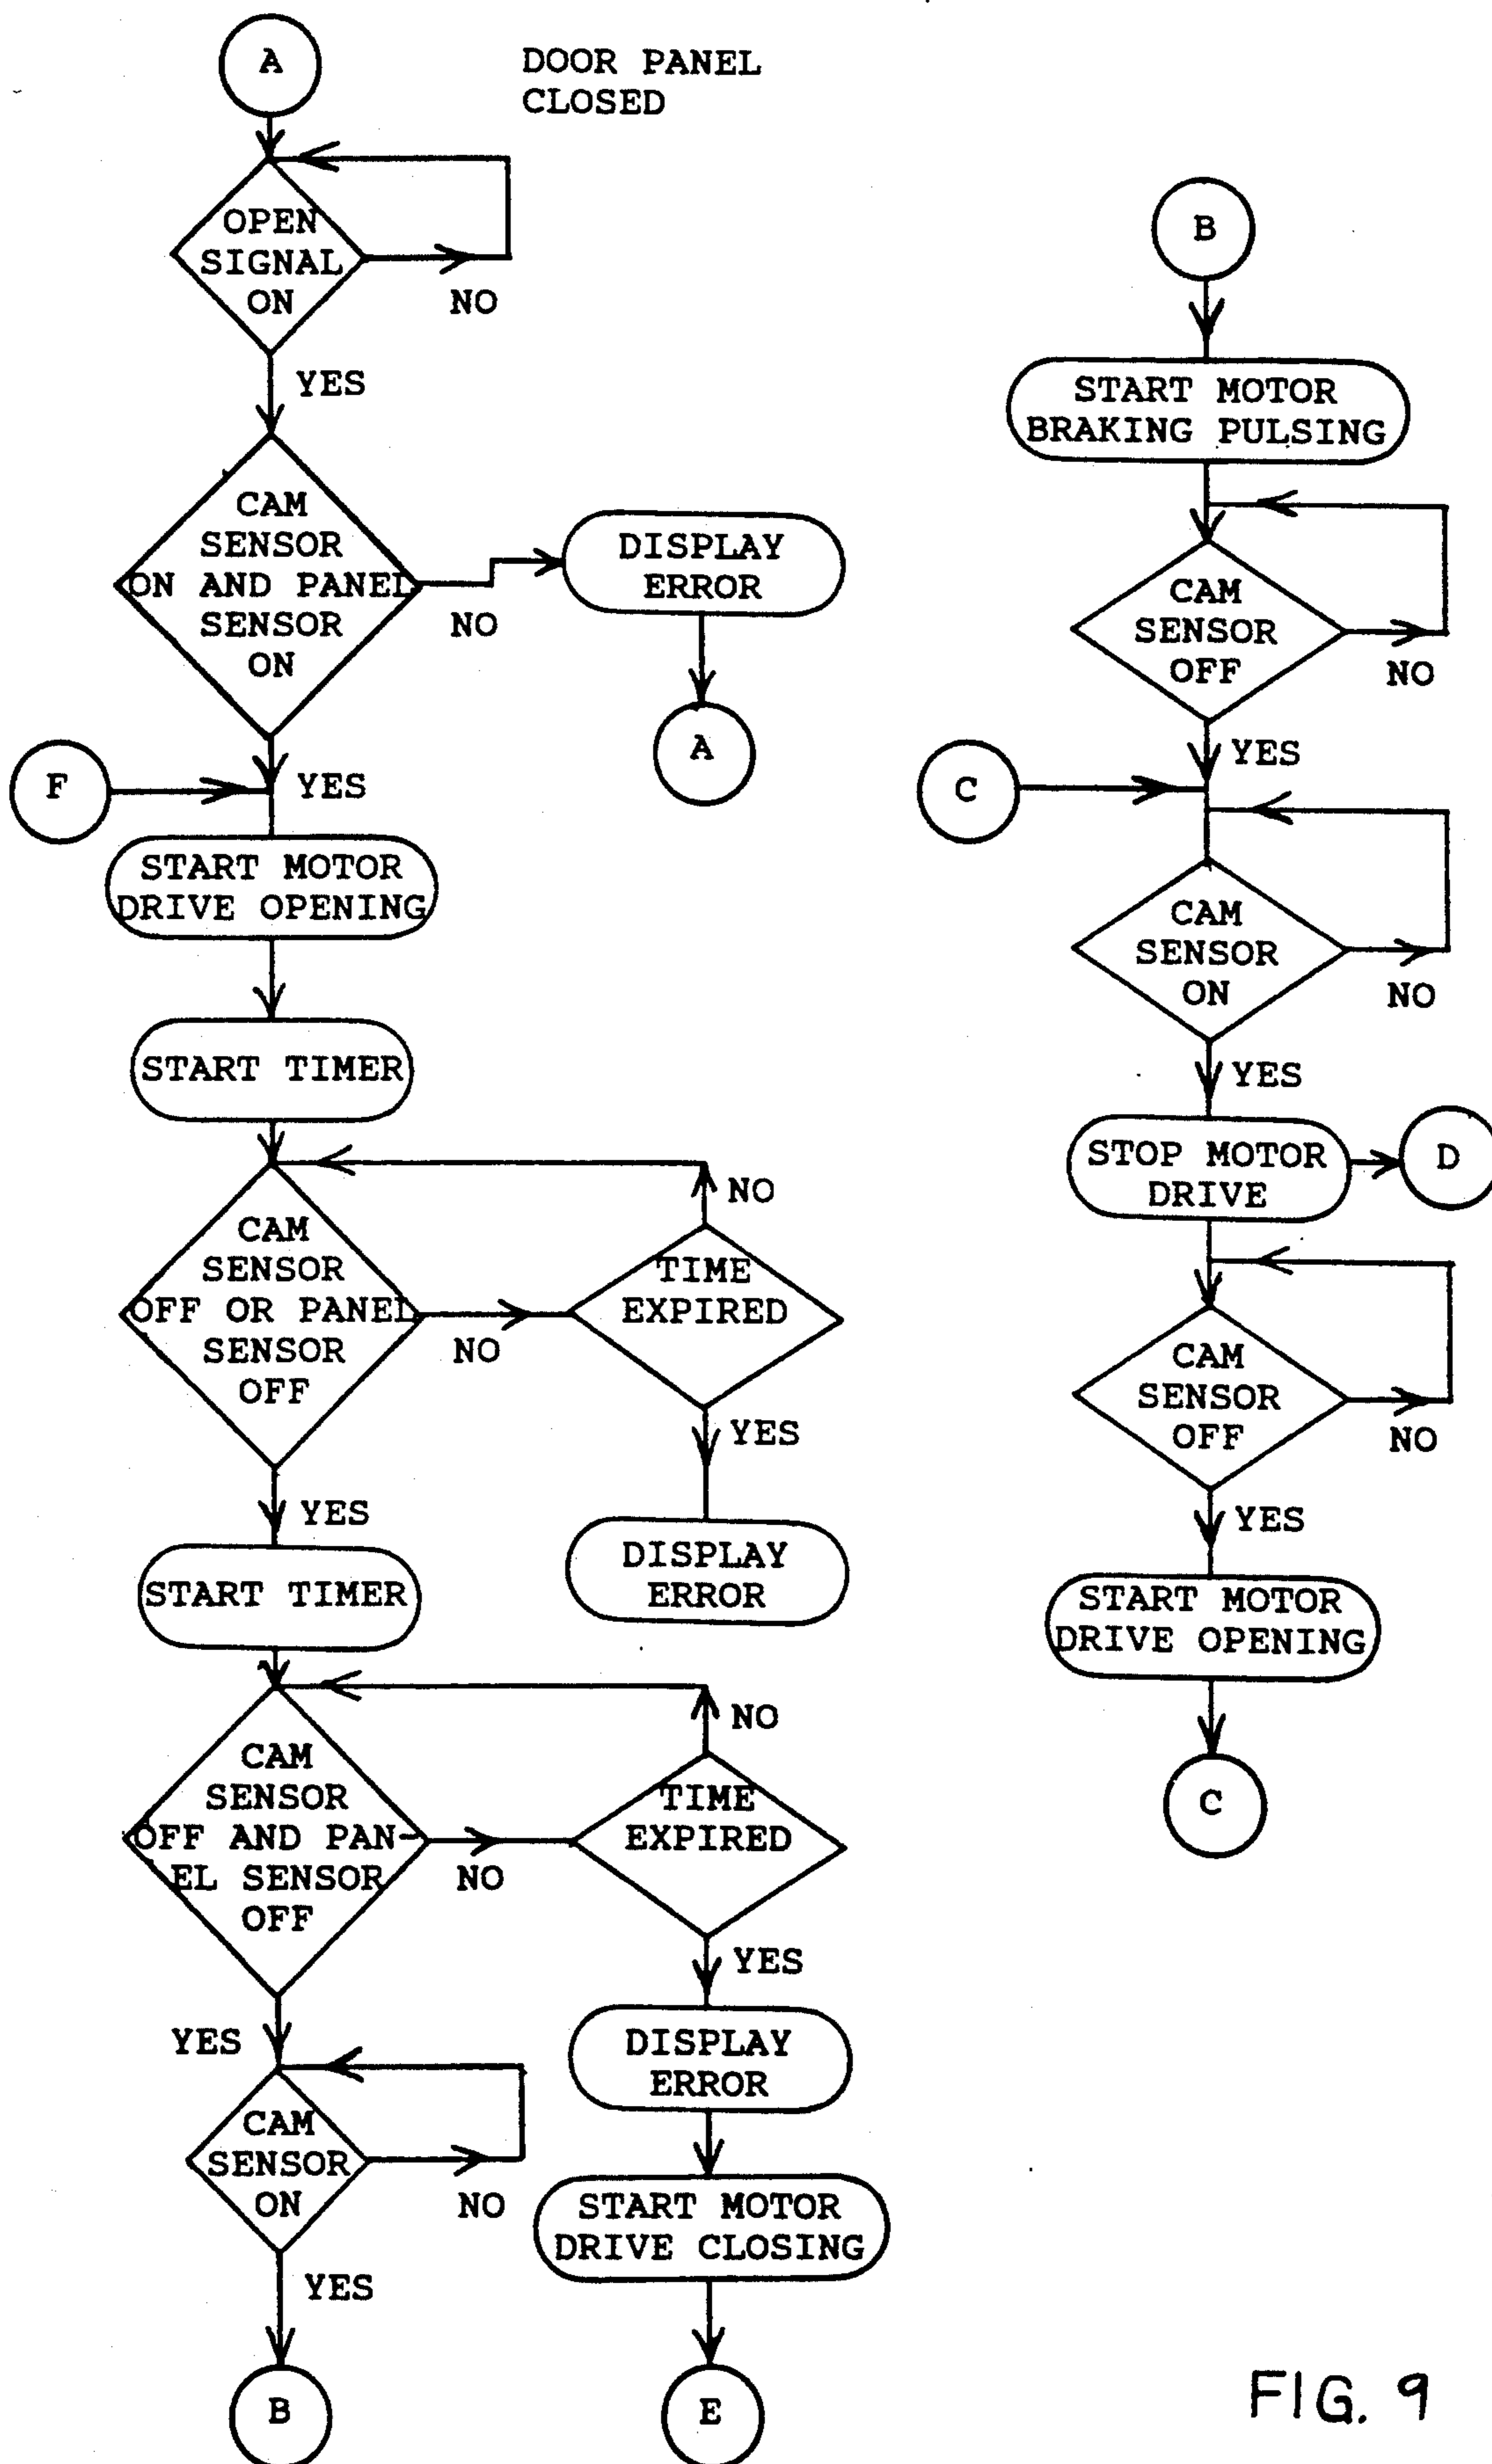 A
DOOR PANEL
CLOSED
OPEN
SIGNAL
ON
NO
YES
CAM
SENSOR
ON AND PANEL
SENSOR
ON
NO
DISPLAY
ERROR
A
YES
F
START MOTOR
DRIVE OPENING
START TIMER
CAM
SENSOR
OFF OR PANEL
SENSOR
OFF
NO
TIME
EXPIRED
NO
YES
DISPLAY
ERROR
YES
START TIMER
CAM
SENSOR
OFF AND PAN-
EL SENSOR
OFF
NO
TIME
EXPIRED
NO
YES
DISPLAY
ERROR
START MOTOR
DRIVE CLOSING
E
YES
CAM
SENSOR
ON
NO
YES
B
B
START MOTOR
BRAKING PULSING
CAM
SENSOR
OFF
NO
YES
C
CAM
SENSOR
ON
NO
YES
STOP MOTOR
DRIVE
D
CAM
SENSOR
OFF
NO
YES
START MOTOR
DRIVE OPENING
C
FIG. 9